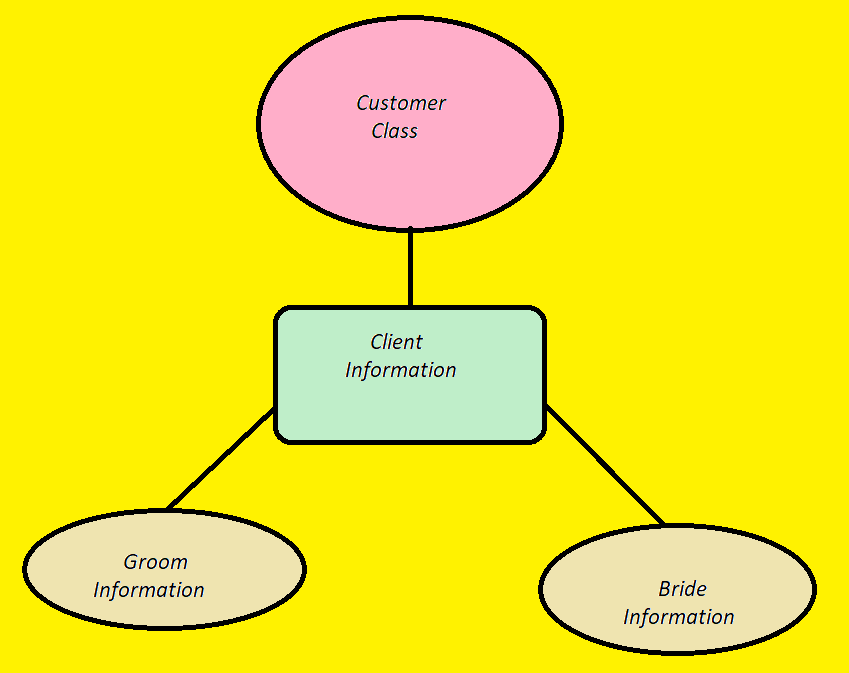 Customer
Class
Client
Information
Groom
Information
Bride
Information